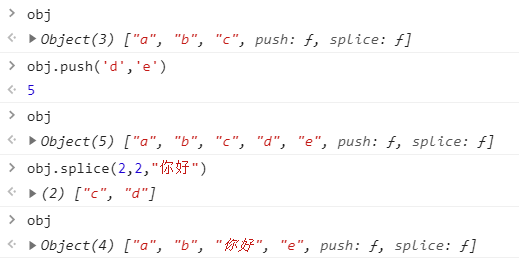 > obj
<· ▶Object(3) ["a", "b", "c", push: ƒ, splice: ƒ]
> obj.push('d','e')
<· 5
> obj
<· ▶Object(5) ["a", "b", "c", "d", "e", push: ƒ, splice: ƒ]
> obj.splice(2,2,"你好")
<· ▶(2) ["c", "d"]
> obj
<· ▶Object(4) ["a", "b", "你好", "e", push: ƒ, splice: ƒ]